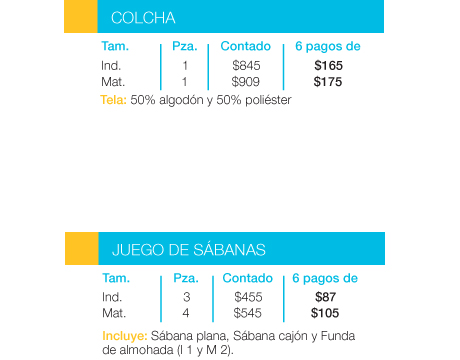 COLCHA
Tam. Pza. Contado 6 pagos de
Ind. 1 $845 $165
Mat. 1 $909 $175
Tela: 50% algodón y 50% poliéster
JUEGO DE SÁBANAS
Tam. Pza. Contado 6 pagos de
Ind. 3 $455 $87
Mat. 4 $545 $105
Incluye: Sábana plana, Sábana cajón y Funda
de almohada (I 1 y M 2).